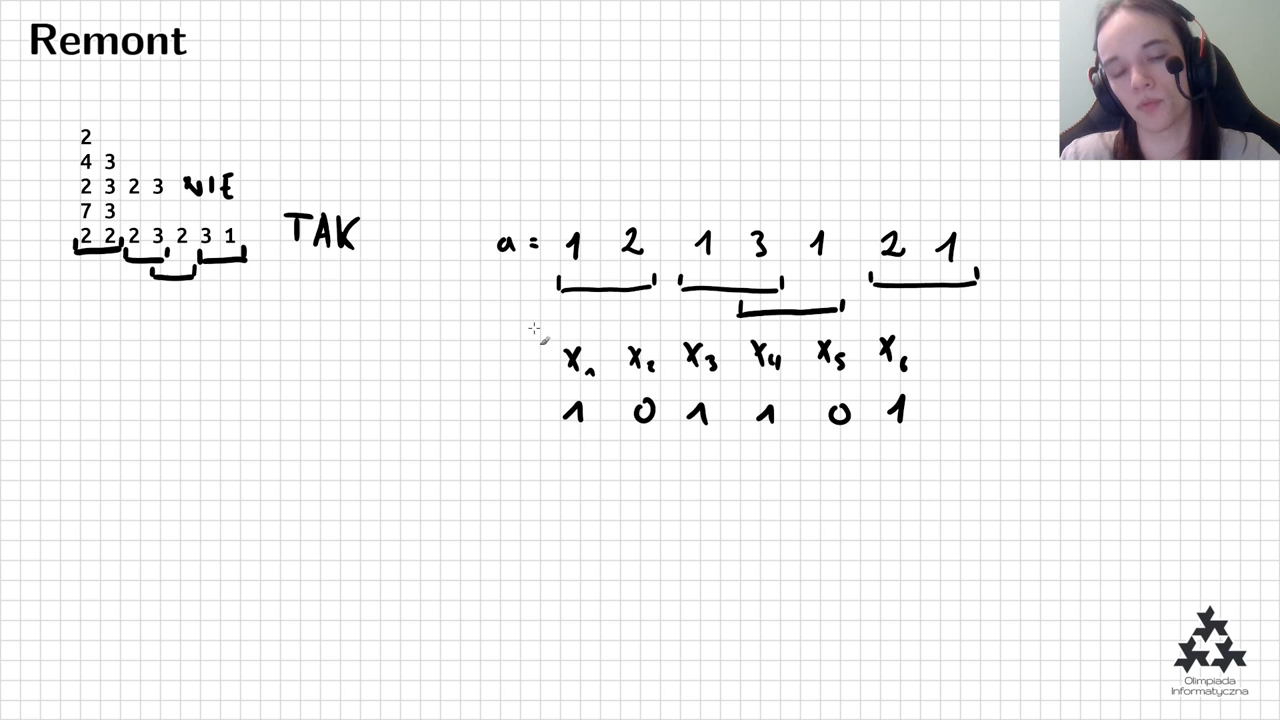 Remont
2
4 3
2 3 2 3 NIE
7 3
2 2 2 3 2 3 1 TAK
a = 1 2 1 3 1 2 1
x₁ x₂ x₃ x₄ x₅ x₆
1 0 1 1 0 1
Olimpiada
Informatyczna